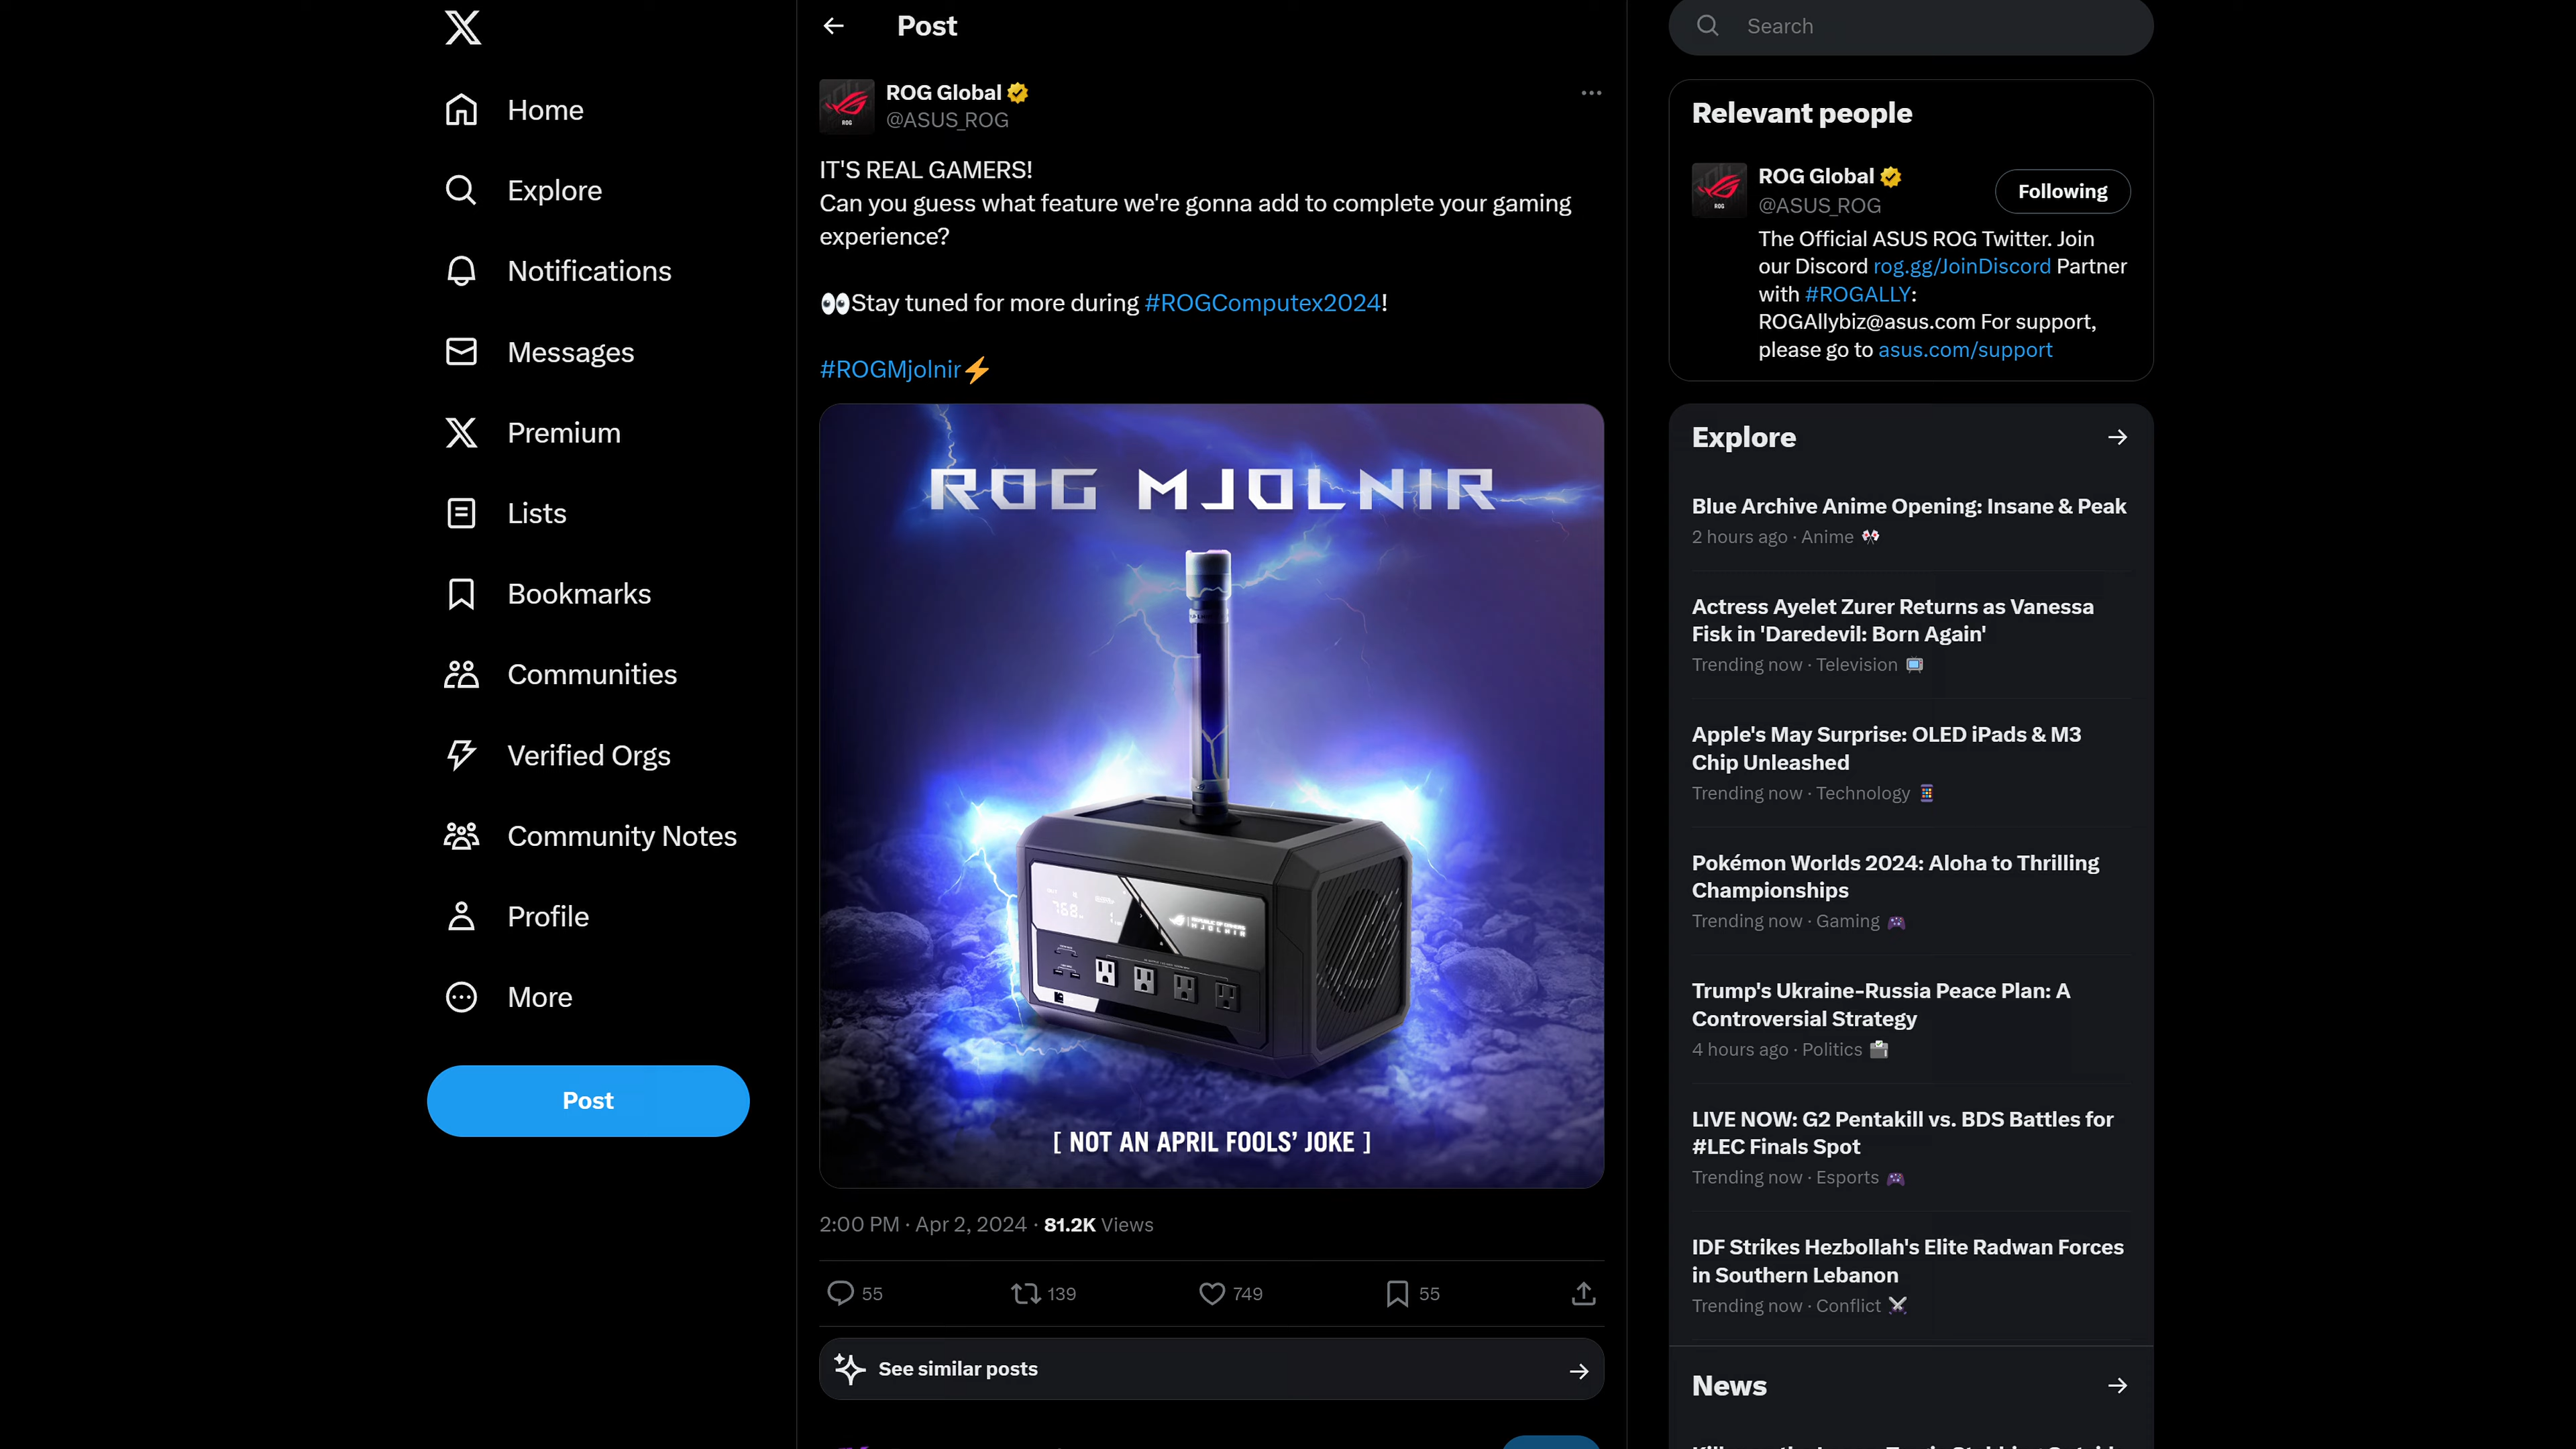 Home
Explore
Notifications
Messages
Premium
Lists
Bookmarks
Communities
Verified Orgs
Community Notes
Profile
More
Post
Post
ROG Global
@ASUS_ROG
IT'S REAL GAMERS!
Can you guess what feature we're gonna add to complete your gaming
experience?
👀Stay tuned for more during #ROGComputex2024!
#ROGMjolnir⚡
ROG MJOLNIR
768
REPUBLIC OF GAMERS
MJOLNIR
[ NOT AN APRIL FOOLS’ JOKE ]
2:00 PM · Apr 2, 2024 · 81.2K Views
55 139 749 55
See similar posts
Search
Relevant people
ROG Global
@ASUS_ROG
Following
The Official ASUS ROG Twitter. Join
our Discord rog.gg/JoinDiscord Partner
with #ROGALLY:
ROGAllybiz@asus.com For support,
please go to asus.com/support
Explore
Blue Archive Anime Opening: Insane & Peak
2 hours ago · Anime
Actress Ayelet Zurer Returns as Vanessa
Fisk in 'Daredevil: Born Again'
Trending now · Television
Apple's May Surprise: OLED iPads & M3
Chip Unleashed
Trending now · Technology
Pokémon Worlds 2024: Aloha to Thrilling
Championships
Trending now · Gaming
Trump's Ukraine-Russia Peace Plan: A
Controversial Strategy
4 hours ago · Politics
LIVE NOW: G2 Pentakill vs. BDS Battles for
#LEC Finals Spot
Trending now · Esports
IDF Strikes Hezbollah's Elite Radwan Forces
in Southern Lebanon
Trending now · Conflict
News